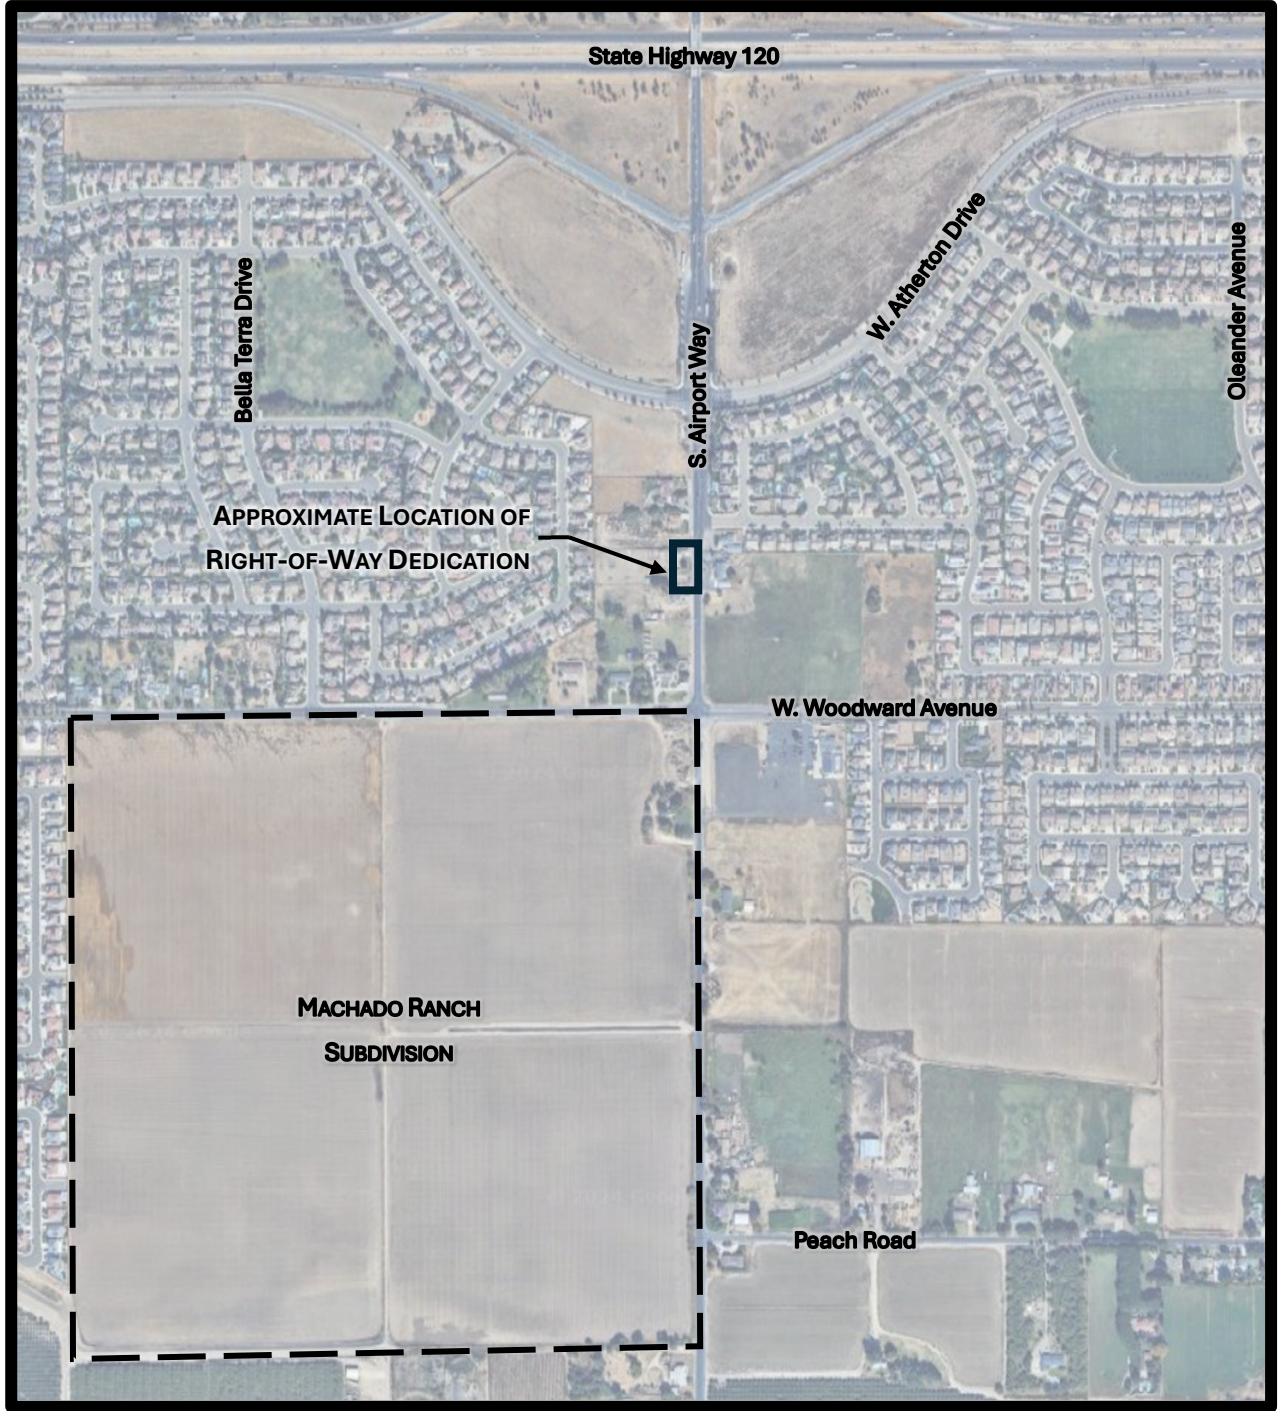 State Highway 120
W. Atherton Drive
Oleander Avenue
Bella Terra Drive
S. Airport Way
APPROXIMATE LOCATION OF
RIGHT-OF-WAY DEDICATION
W. Woodward Avenue
MACHADO RANCH
SUBDIVISION
Peach Road